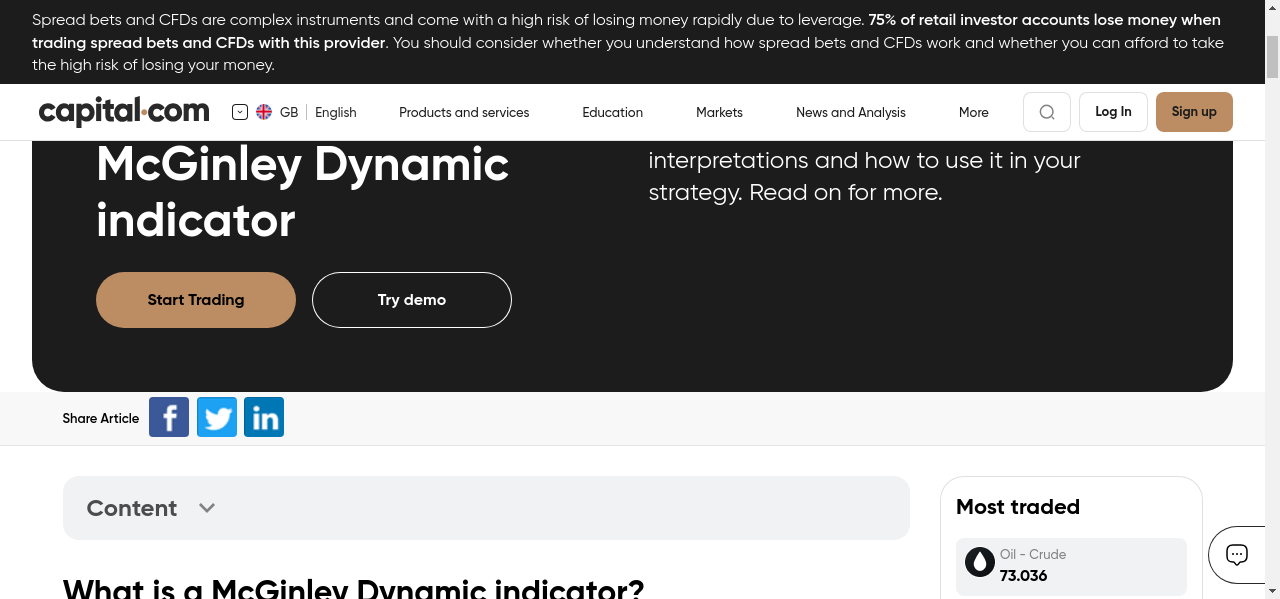 Spread bets and CFDs are complex instruments and come with a high risk of losing money rapidly due to leverage. 75% of retail investor accounts lose money when
trading spread bets and CFDs with this provider. You should consider whether you understand how spread bets and CFDs work and whether you can afford to take
the high risk of losing your money.
capital.com GB English Products and services Education Markets News and Analysis More Log In Sign up
McGinley Dynamic
indicator
interpretations and how to use it in your
strategy. Read on for more.
Start Trading Try demo
Share Article
Content
Most traded
Oil - Crude
73.036
What is a McGinley Dynamic indicator?